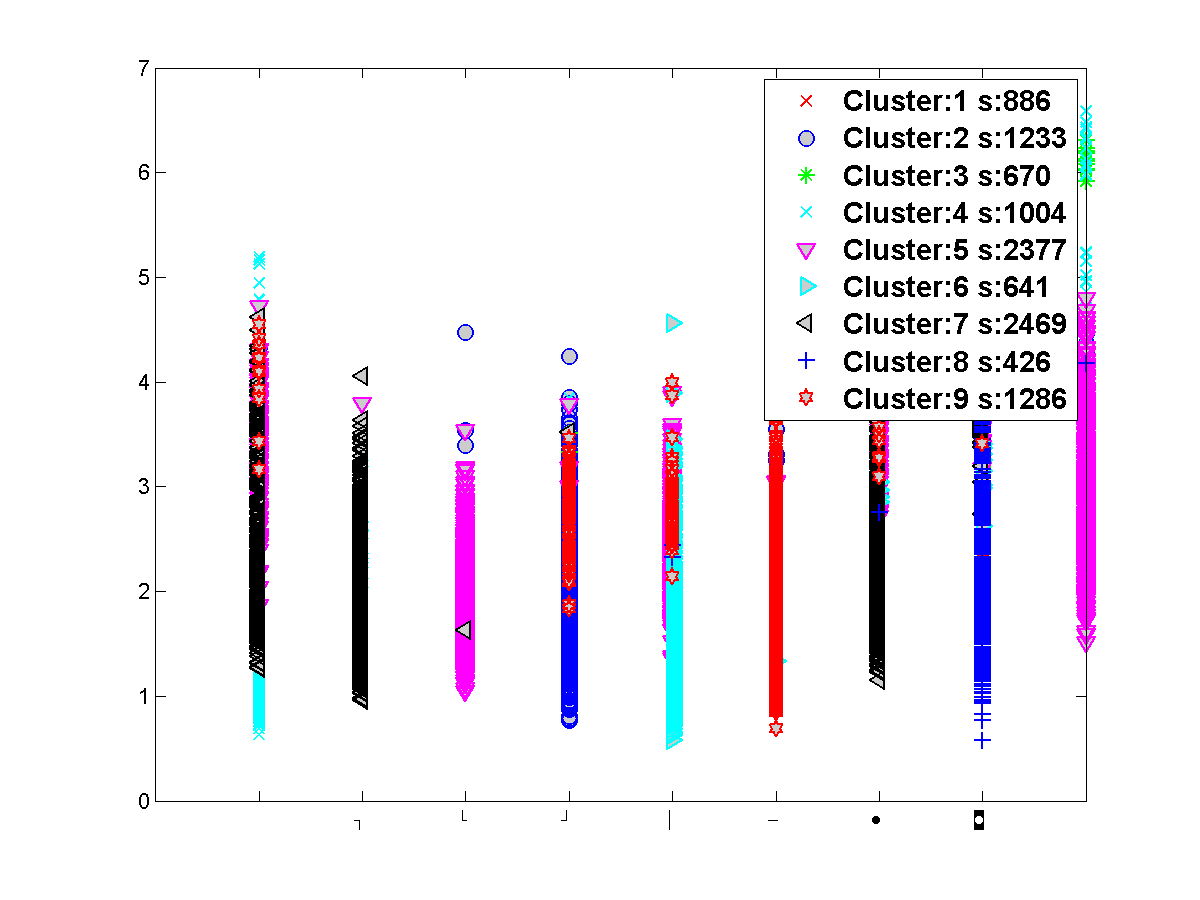 7
6
5
4
3
2
1
0
Cluster:1 s:886
Cluster:2 s:1233
Cluster:3 s:670
Cluster:4 s:1004
Cluster:5 s:2377
Cluster:6 s:641
Cluster:7 s:2469
Cluster:8 s:426
Cluster:9 s:1286
┐ └ ┘ │ ─ • ◘